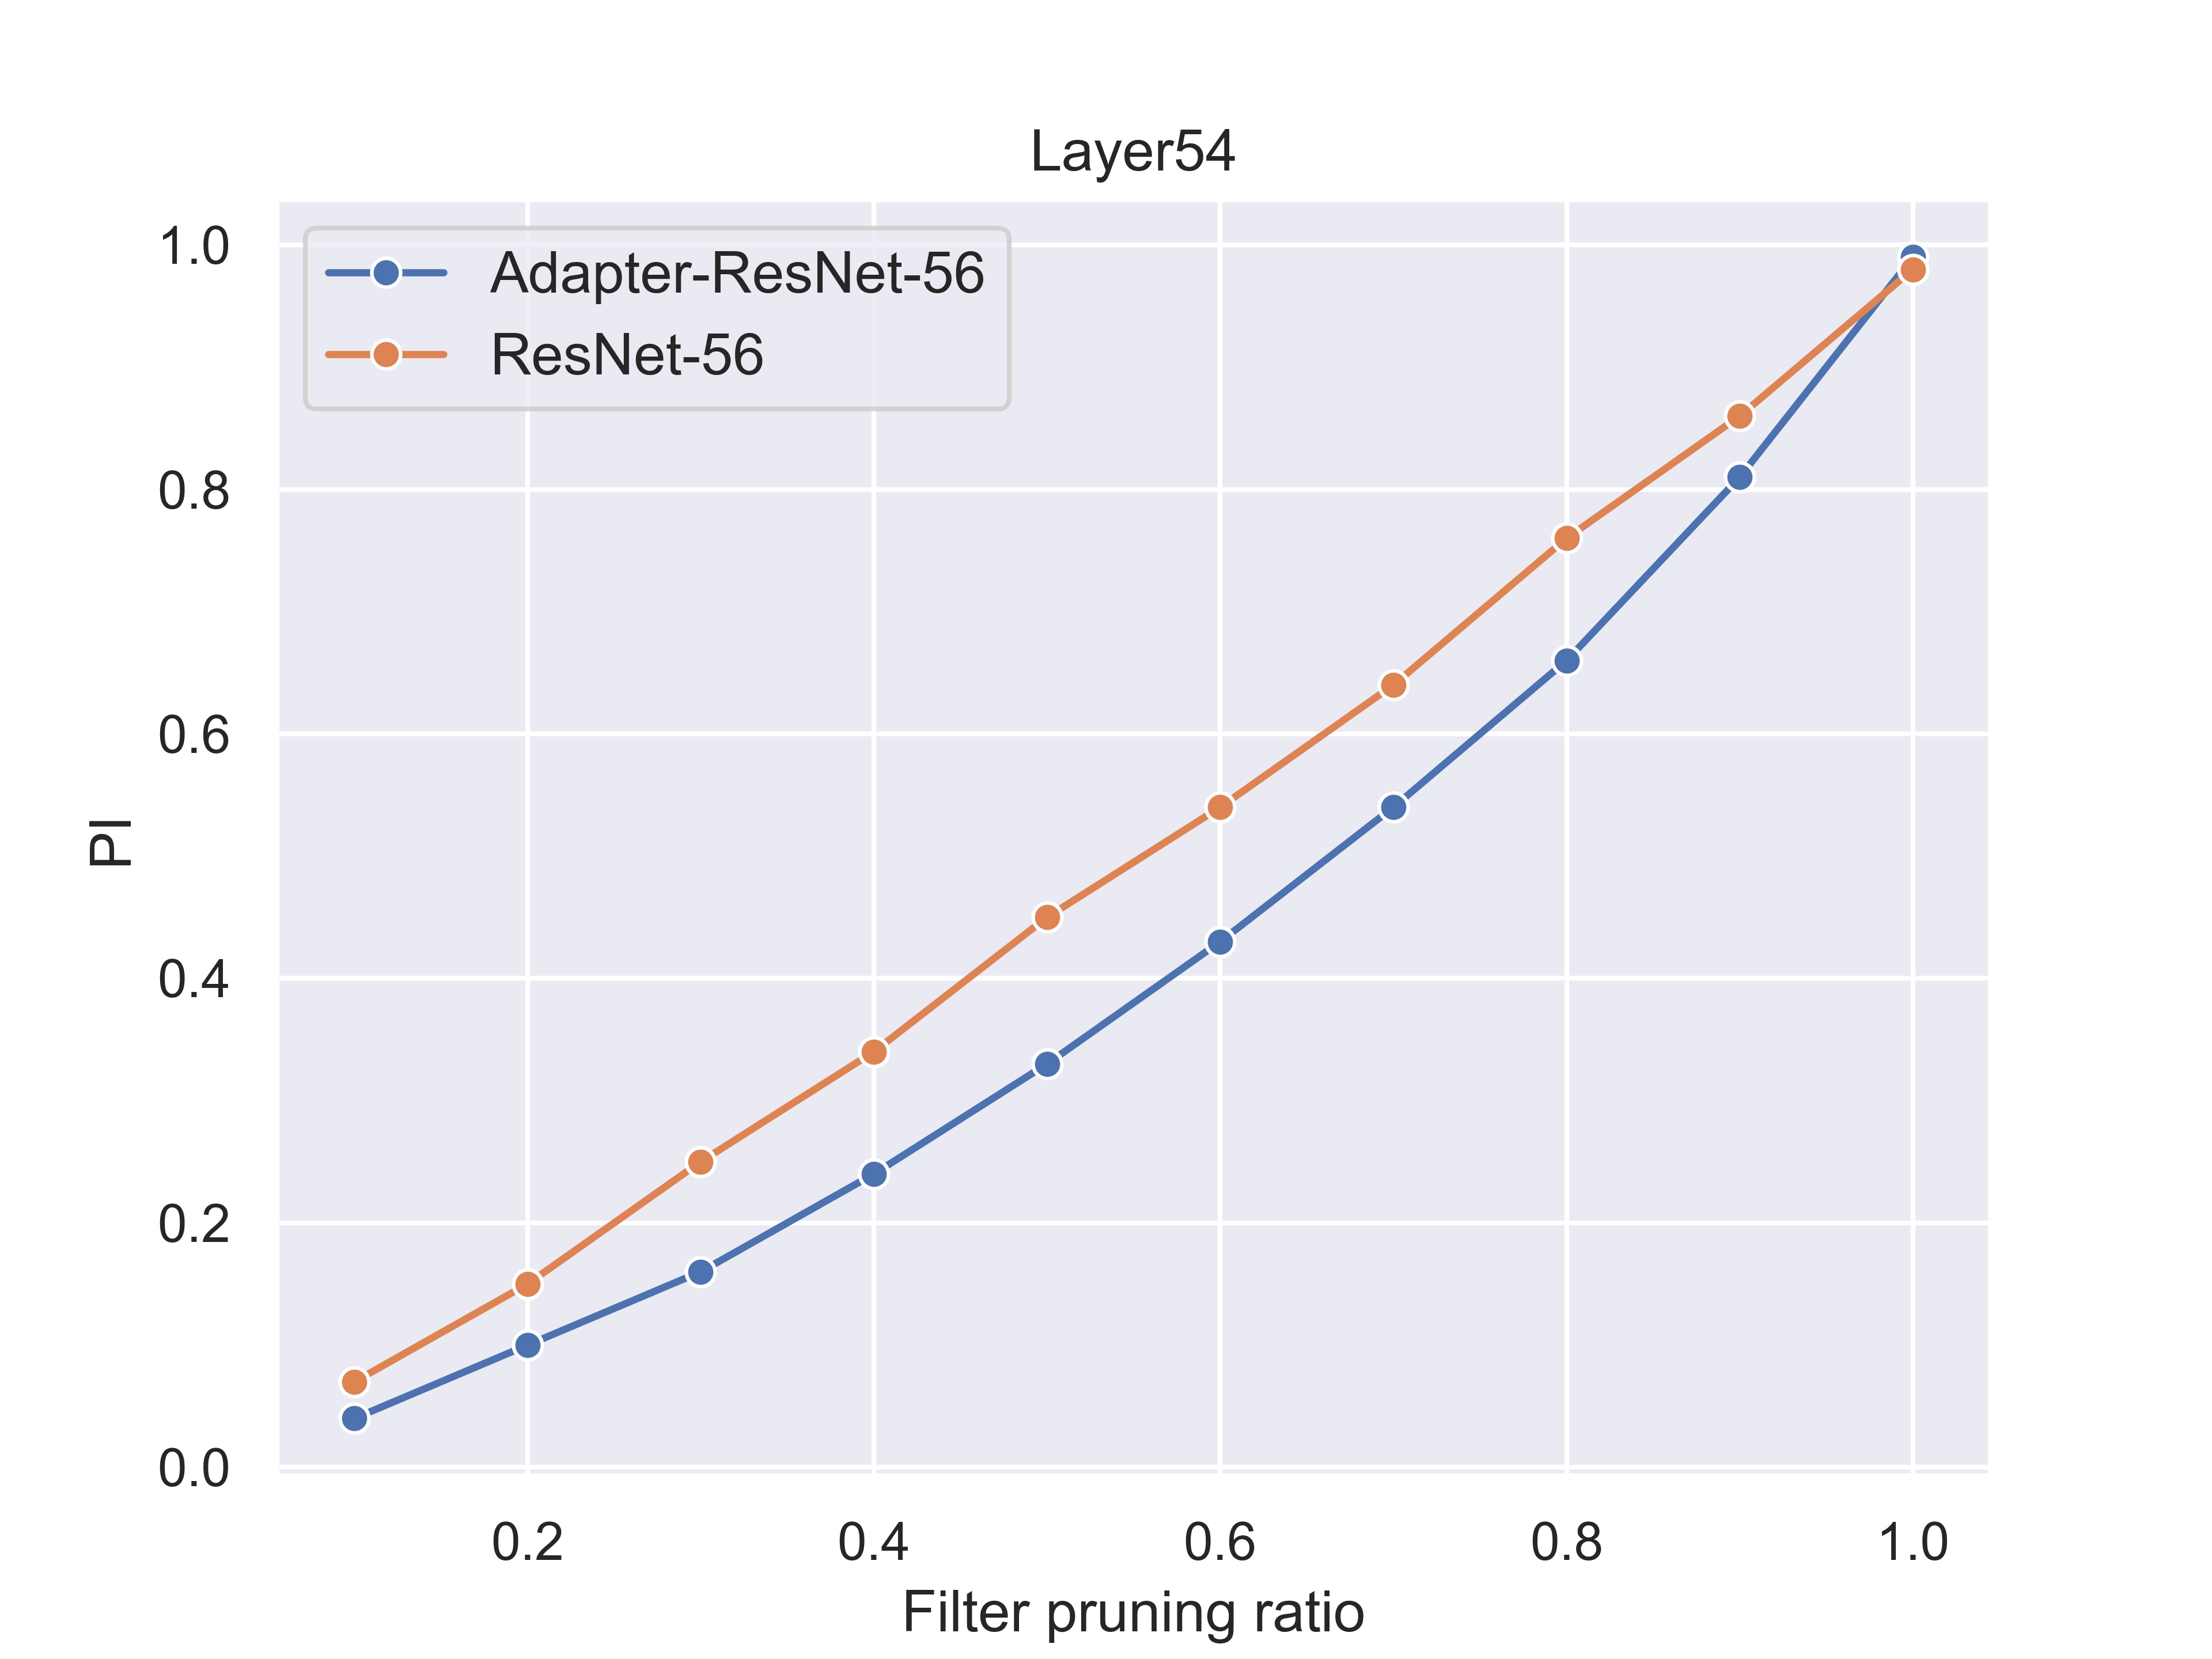 Layer54
Adapter-ResNet-56
ResNet-56
1.0
0.8
0.6
0.4
0.2
0.0
PI
0.2 0.4 0.6 0.8 1.0
Filter pruning ratio